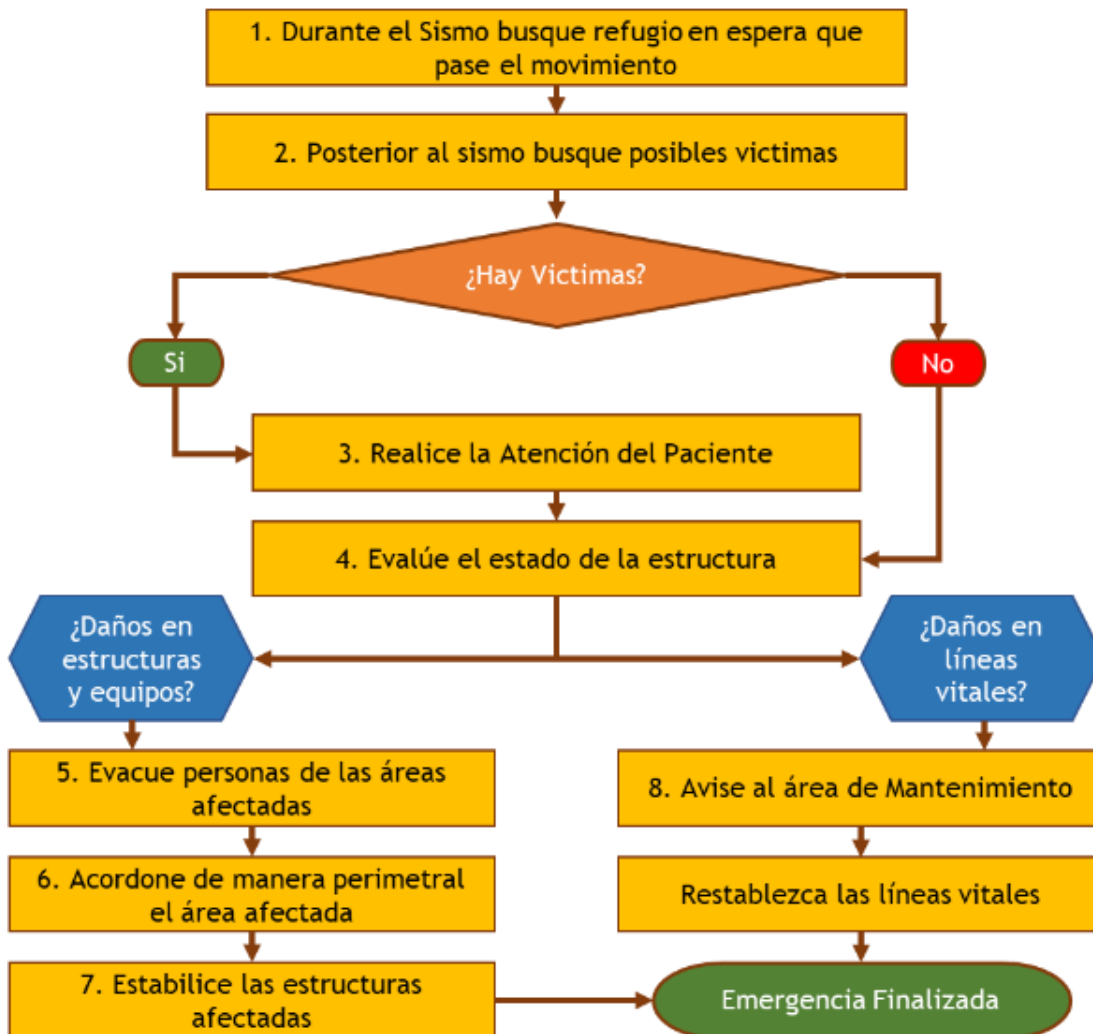 1. Durante el Sismo busque refugio en espera que
pase el movimiento
2. Posterior al sismo busque posibles victimas
¿Hay Victimas?
Si
No
3. Realice la Atención del Paciente
4. Evalúe el estado de la estructura
¿Daños en
estructuras
y equipos?
¿Daños en
líneas
vitales?
5. Evacue personas de las áreas
afectadas
8. Avise al área de Mantenimiento
6. Acordone de manera perimetral
el área afectada
Restablezca las líneas vitales
7. Estabilice las estructuras
afectadas
Emergencia Finalizada